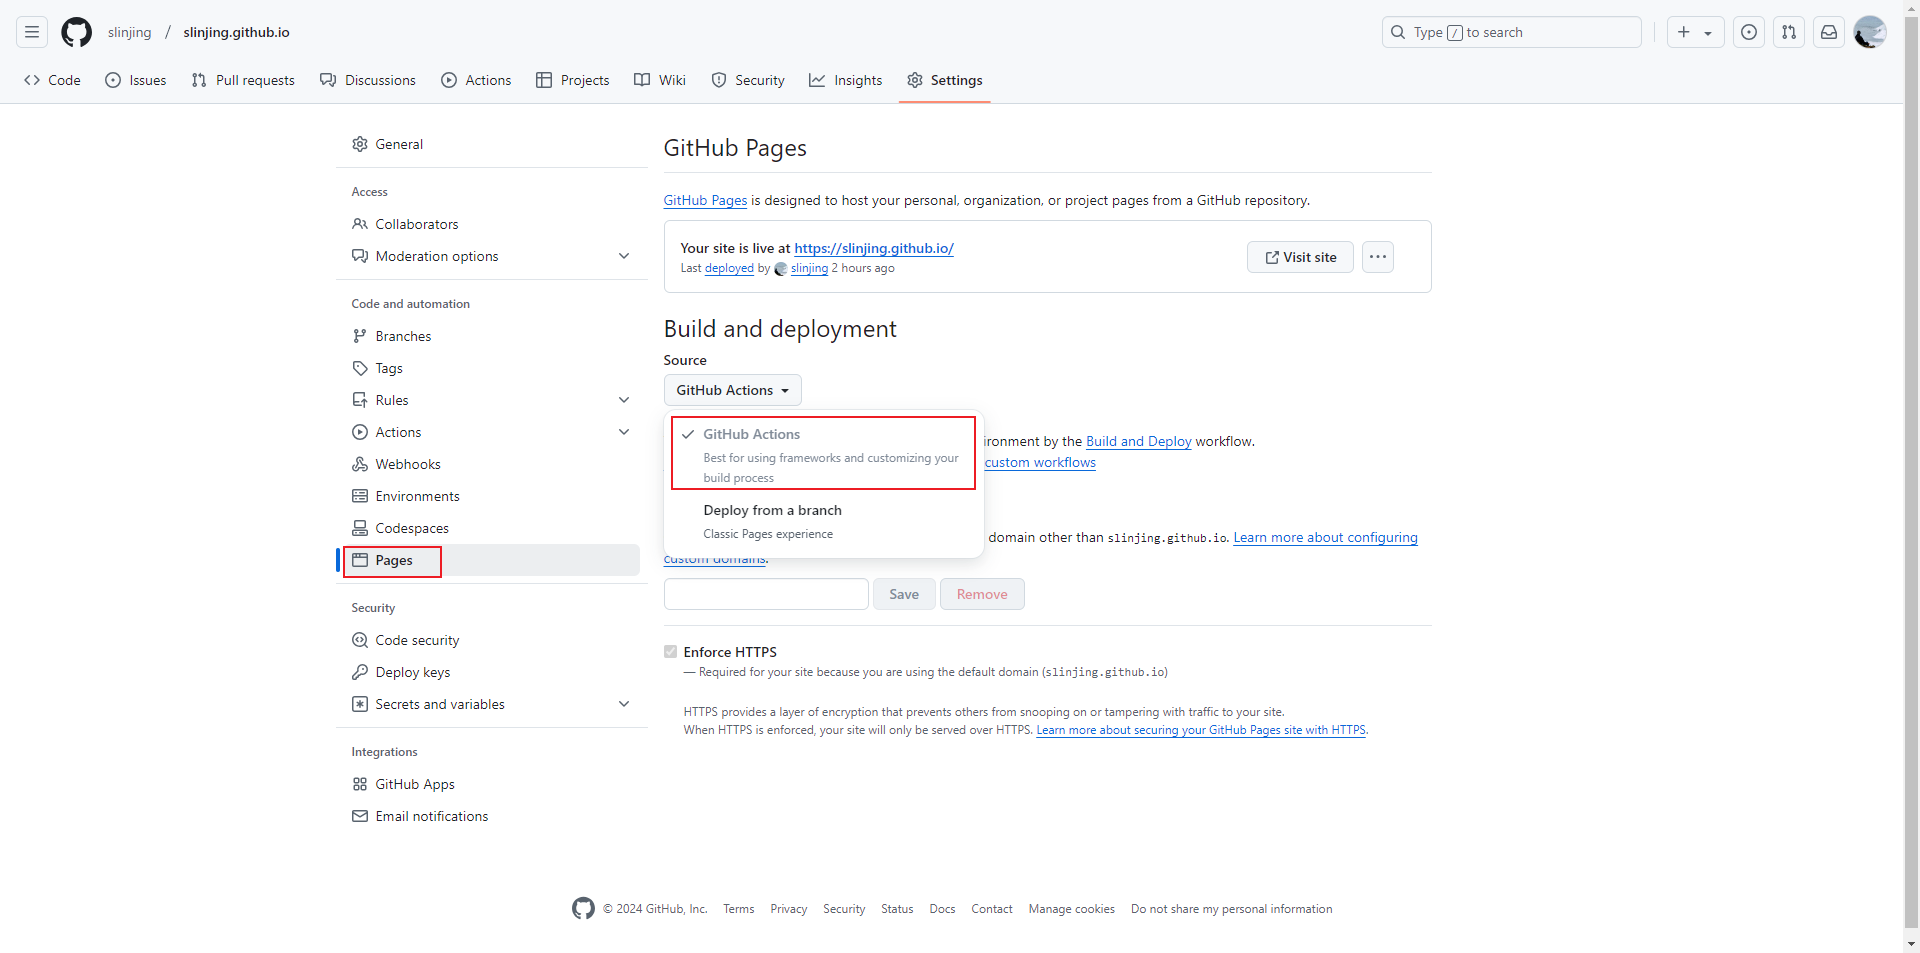 slinjing / slinjing.github.io
Type / to search
Code Issues Pull requests Discussions Actions Projects Wiki Security Insights Settings
General
Access
Collaborators
Moderation options
Code and automation
Branches
Tags
Rules
Actions
Webhooks
Environments
Codespaces
Pages
Security
Code security
Deploy keys
Secrets and variables
Integrations
GitHub Apps
Email notifications
GitHub Pages
GitHub Pages is designed to host your personal, organization, or project pages from a GitHub repository.
Your site is live at https://slinjing.github.io/
Last deployed by slinjing 2 hours ago
Visit site
Build and deployment
Source
GitHub Actions
GitHub Actions
Best for using frameworks and customizing your
build process
Deploy from a branch
Classic Pages experience
ironment by the Build and Deploy workflow.
custom workflows
domain other than slinjing.github.io. Learn more about configuring
custom domains.
Save Remove
Enforce HTTPS
— Required for your site because you are using the default domain (slinjing.github.io)
HTTPS provides a layer of encryption that prevents others from snooping on or tampering with traffic to your site.
When HTTPS is enforced, your site will only be served over HTTPS. Learn more about securing your GitHub Pages site with HTTPS.
© 2024 GitHub, Inc. Terms Privacy Security Status Docs Contact Manage cookies Do not share my personal information